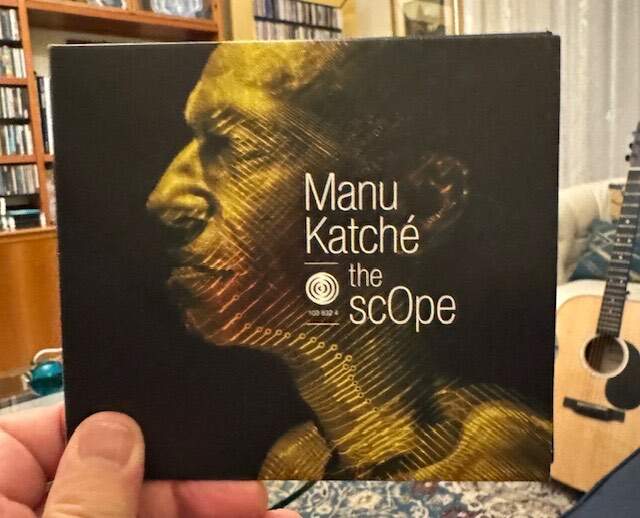 Manu
Katché
the
scOpe